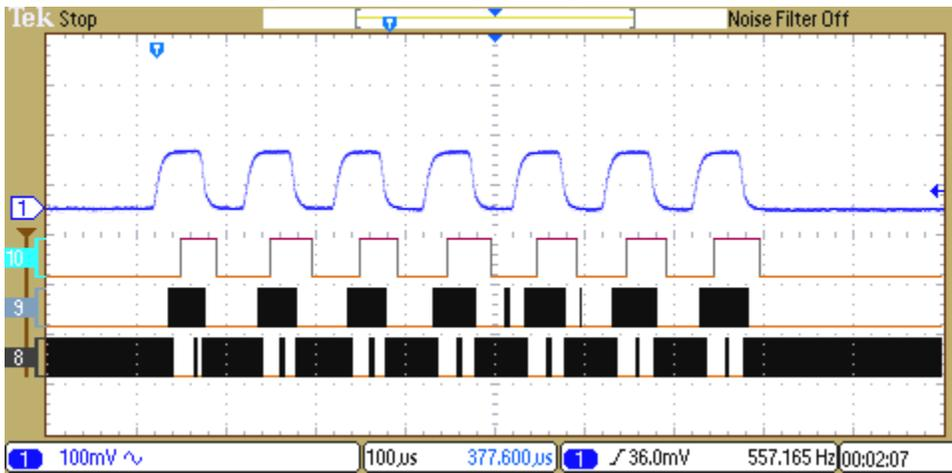 Tek Stop
Noise Filter Off
T
T
1
10
9
8
1 100mV ∿
100µs 377.600µs
1 ƒ 36.0mV 557.165 Hz
00:02:07